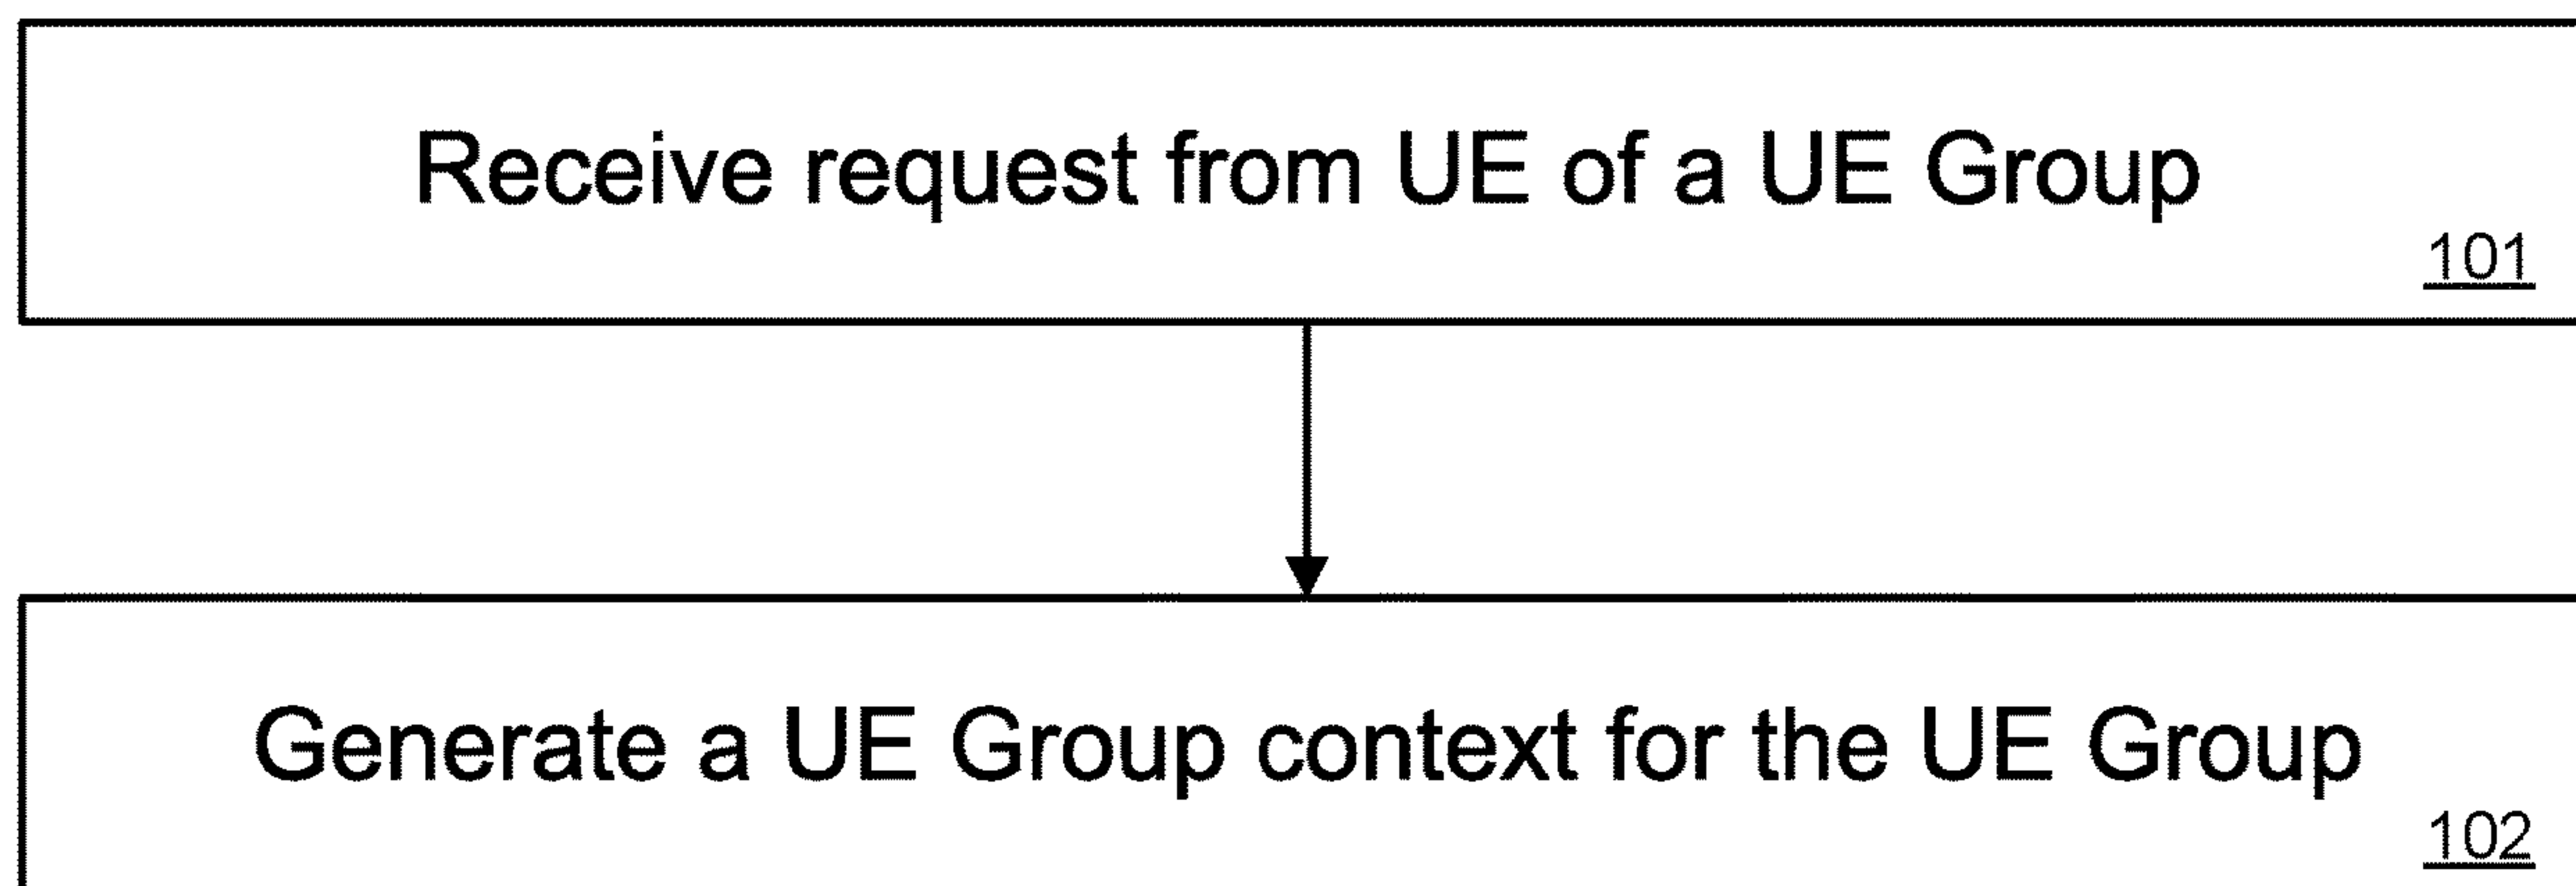 Receive request from UE of a UE Group
101
Generate a UE Group context for the UE Group
102